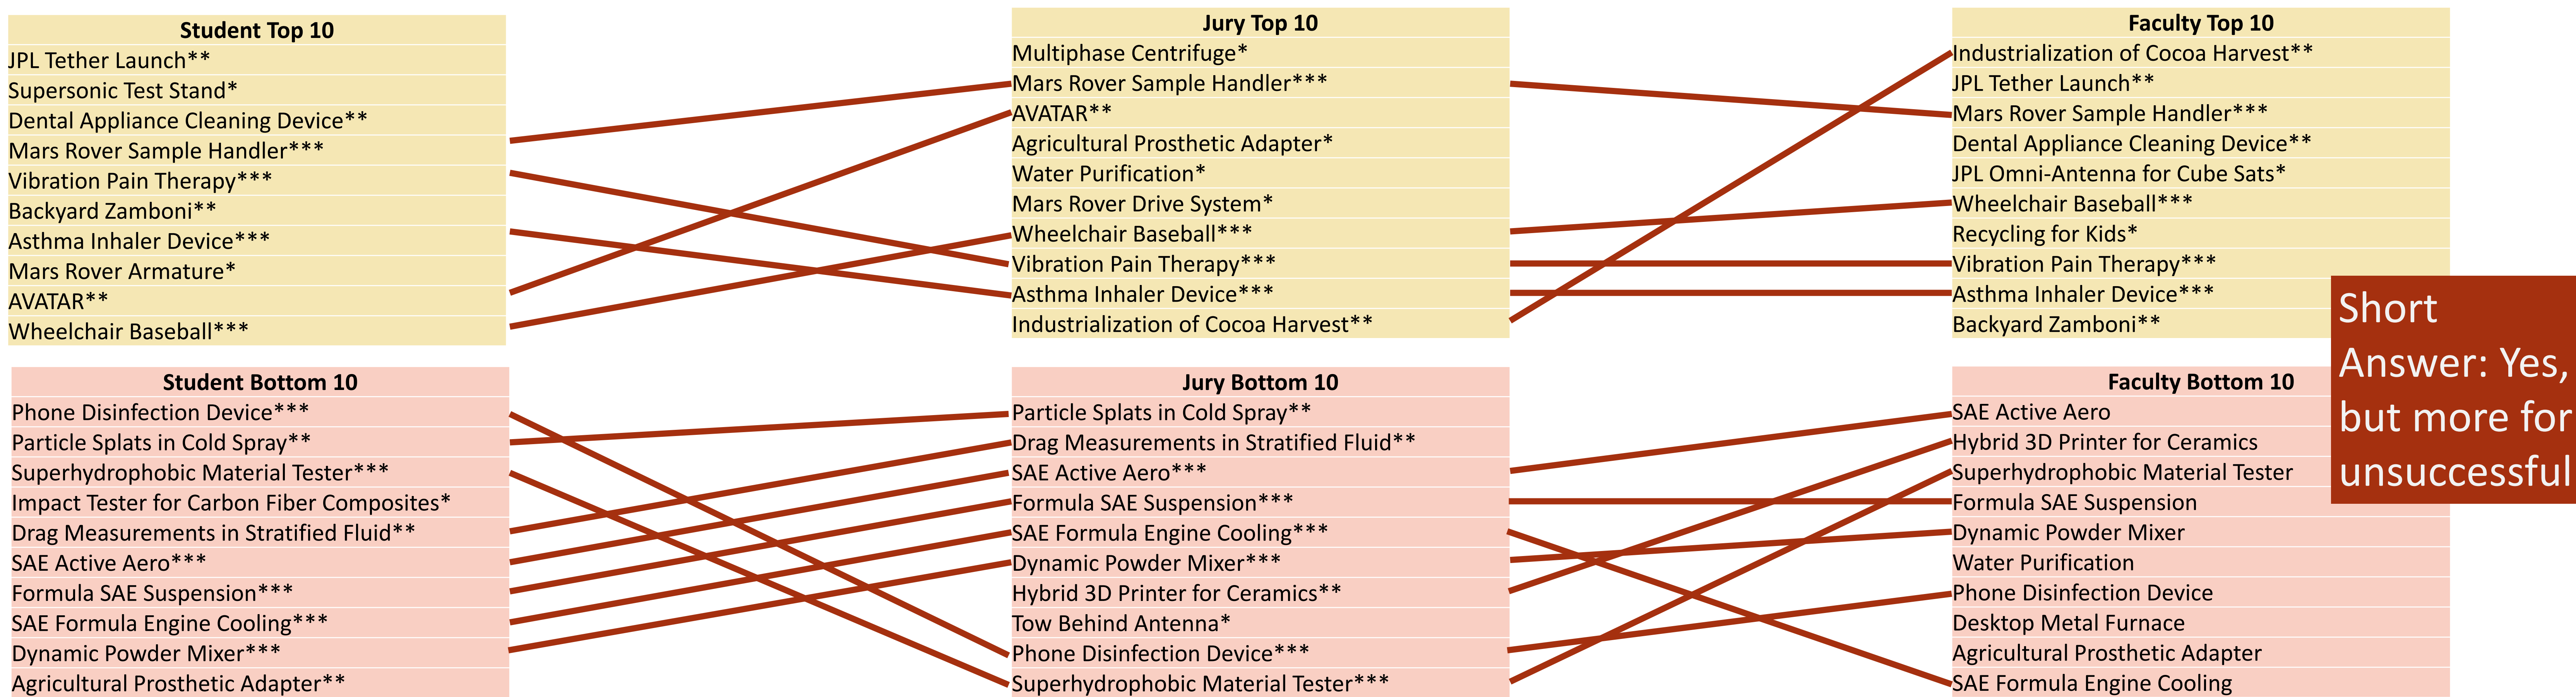 Student Top 10
JPL Tether Launch**
Supersonic Test Stand*
Dental Appliance Cleaning Device**
Mars Rover Sample Handler***
Vibration Pain Therapy***
Backyard Zamboni**
Asthma Inhaler Device***
Mars Rover Armature*
AVATAR**
Wheelchair Baseball***
Jury Top 10
Multiphase Centrifuge*
Mars Rover Sample Handler***
AVATAR**
Agricultural Prosthetic Adapter*
Water Purification*
Mars Rover Drive System*
Wheelchair Baseball***
Vibration Pain Therapy***
Asthma Inhaler Device***
Industrialization of Cocoa Harvest**
Faculty Top 10
Industrialization of Cocoa Harvest**
JPL Tether Launch**
Mars Rover Sample Handler***
Dental Appliance Cleaning Device**
JPL Omni-Antenna for Cube Sats*
Wheelchair Baseball***
Recycling for Kids*
Vibration Pain Therapy***
Asthma Inhaler Device***
Backyard Zamboni**
Student Bottom 10
Phone Disinfection Device***
Particle Splats in Cold Spray**
Superhydrophobic Material Tester***
Impact Tester for Carbon Fiber Composites*
Drag Measurements in Stratified Fluid**
SAE Active Aero***
Formula SAE Suspension***
SAE Formula Engine Cooling***
Dynamic Powder Mixer***
Agricultural Prosthetic Adapter**
Jury Bottom 10
Particle Splats in Cold Spray**
Drag Measurements in Stratified Fluid**
SAE Active Aero***
Formula SAE Suspension***
SAE Formula Engine Cooling***
Dynamic Powder Mixer***
Hybrid 3D Printer for Ceramics**
Tow Behind Antenna*
Phone Disinfection Device***
Superhydrophobic Material Tester***
Faculty Bottom 10
SAE Active Aero
Hybrid 3D Printer for Ceramics
Superhydrophobic Material Tester
Formula SAE Suspension
Dynamic Powder Mixer
Water Purification
Phone Disinfection Device
Desktop Metal Furnace
Agricultural Prosthetic Adapter
SAE Formula Engine Cooling
Short
Answer: Yes,
but more for
unsuccessful